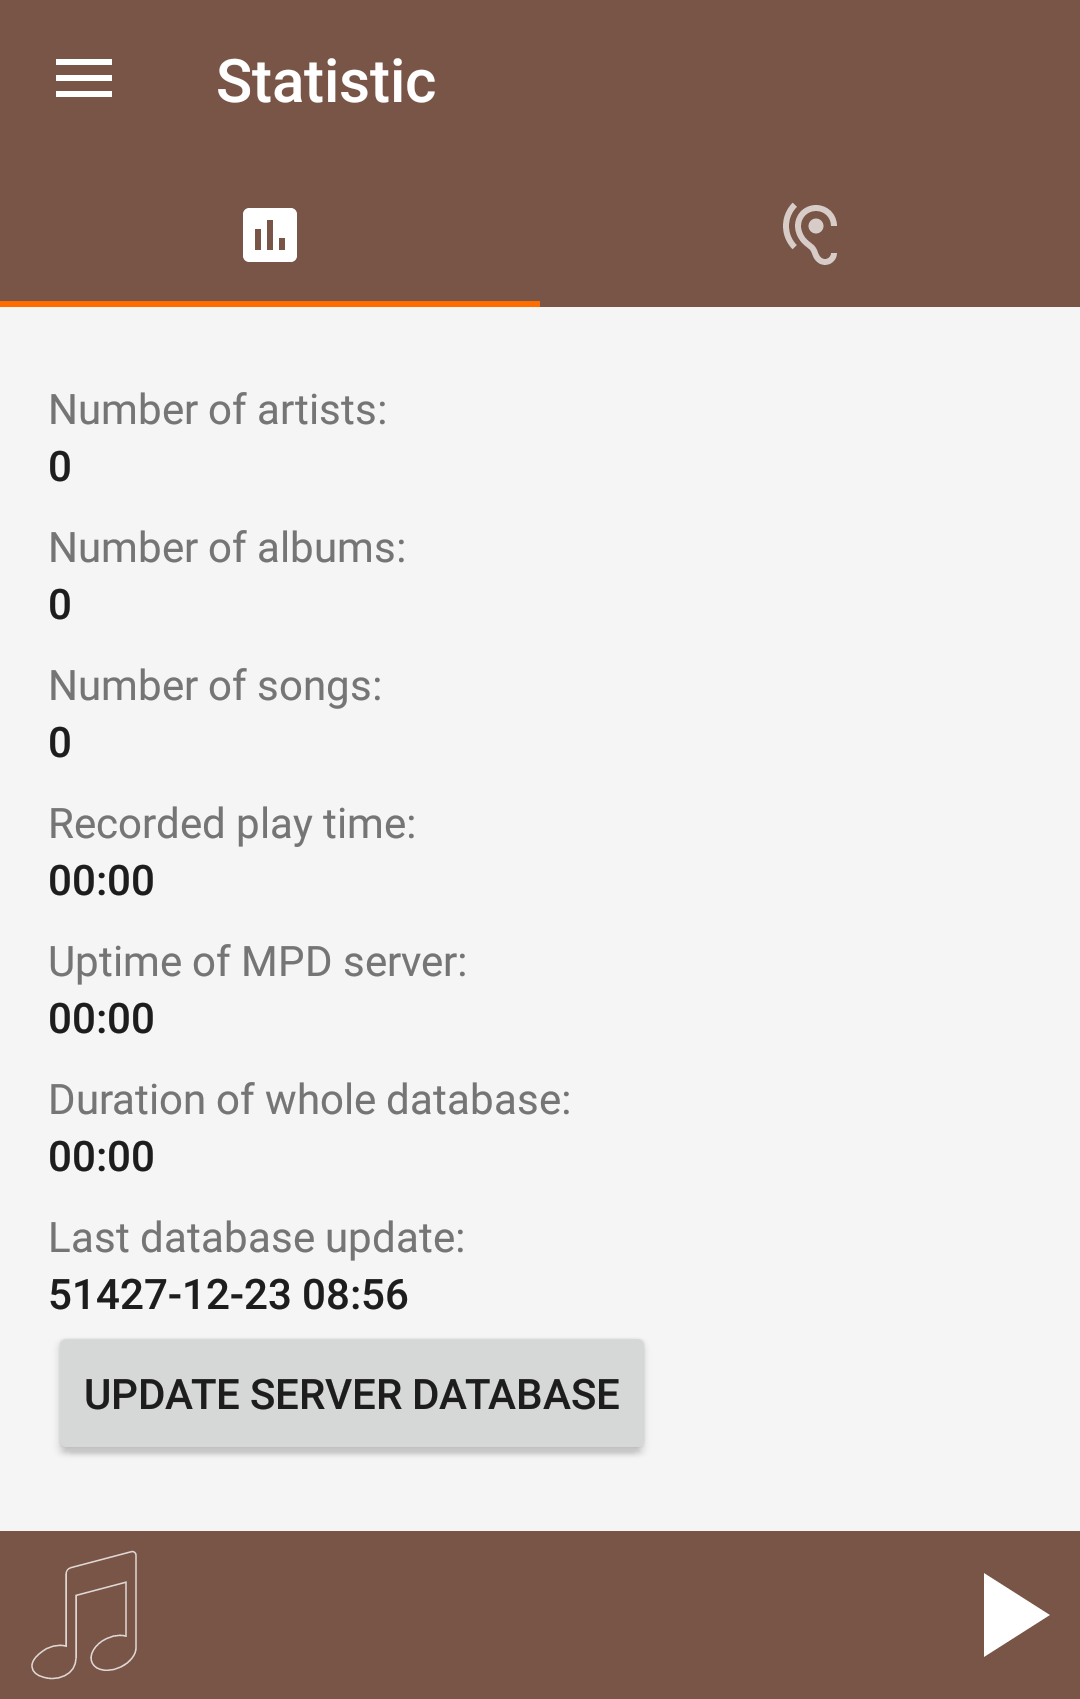 Statistic
Number of artists:
0
Number of albums:
0
Number of songs:
0
Recorded play time:
00:00
Uptime of MPD server:
00:00
Duration of whole database:
00:00
Last database update:
51427-12-23 08:56
UPDATE SERVER DATABASE